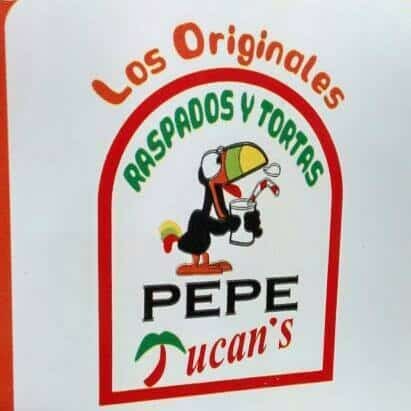 Los Originales
RASPADOS Y TORTAS
PEPE
Tucan's